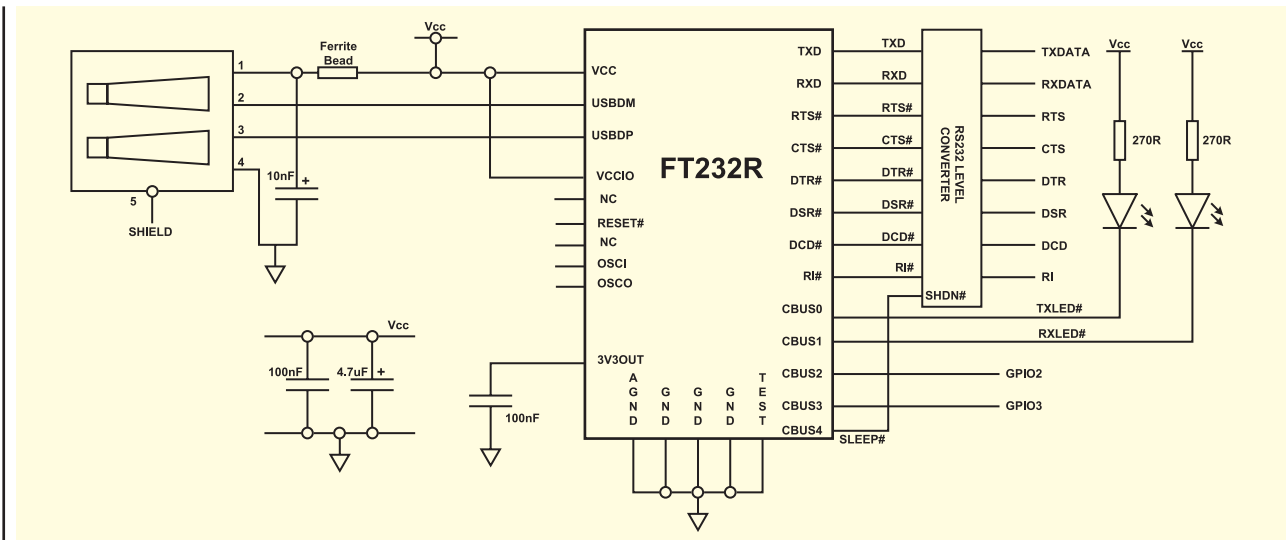 Vcc
Ferrite
Bead
1
2
3
4
5
SHIELD
10nF
+
VCC
USBDM
USBDP
VCCIO
NC
RESET#
NC
OSCI
OSCO
3V3OUT
FT232R
AGND
GND
GND
GND
TEST
TXD
RXD
RTS#
CTS#
DTR#
DSR#
DCD#
RI#
CBUS0
CBUS1
CBUS2
CBUS3
CBUS4
TXD
RXD
RTS#
CTS#
DTR#
DSR#
DCD#
RI#
RS232 LEVEL
CONVERTER
SHDN#
TXDATA
RXDATA
RTS
CTS
DTR
DSR
DCD
RI
Vcc
Vcc
270R
270R
TXLED#
RXLED#
GPIO2
GPIO3
SLEEP#
Vcc
100nF
4.7uF
+
100nF